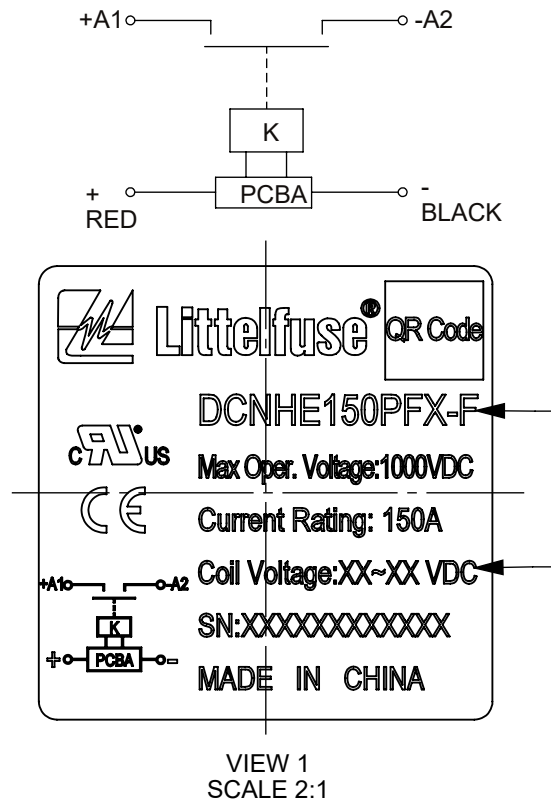 +A1 -A2
K
+ PCBA -
RED BLACK
Littelfuse® QR Code
DCNHE150PFX-F
C RU US
Max Oper. Voltage:1000VDC
CE
Current Rating: 150A
Coil Voltage:XX~XX VDC
+A1 -A2
K
SN:XXXXXXXXXXXX
+ PCBA -
MADE IN CHINA
VIEW 1
SCALE 2:1